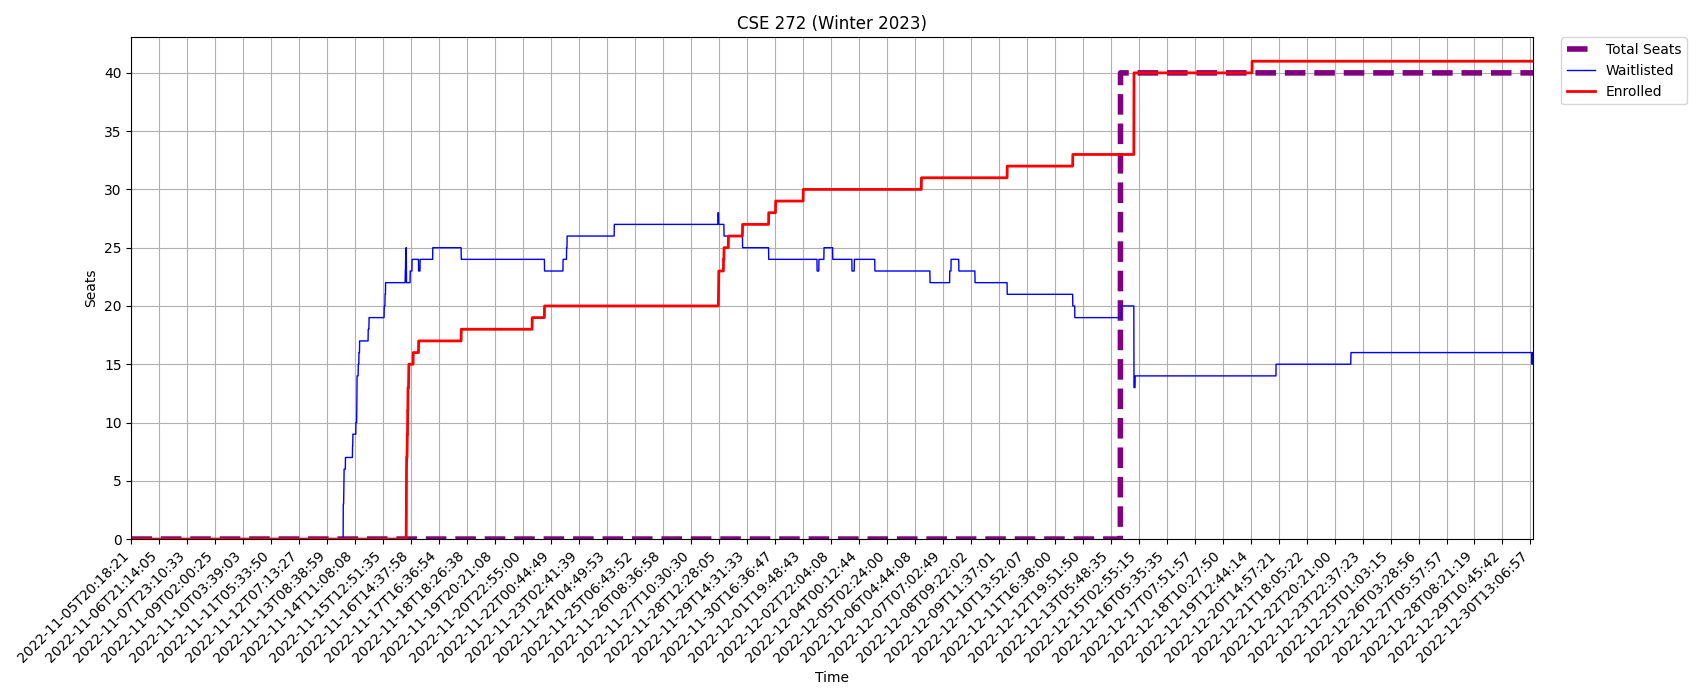 CSE 272 (Winter 2023)
Total Seats
Waitlisted
Enrolled
Seats
40
35
30
25
20
15
10
5
0
2022-11-05T20:18:21
2022-11-06T21:14:05
2022-11-07T23:10:33
2022-11-09T02:00:25
2022-11-10T03:39:03
2022-11-11T05:33:50
2022-11-12T07:13:27
2022-11-13T08:38:59
2022-11-14T11:08:08
2022-11-15T12:51:35
2022-11-16T14:37:58
2022-11-17T16:36:54
2022-11-18T18:26:38
2022-11-19T20:21:08
2022-11-20T22:55:00
2022-11-22T00:44:49
2022-11-23T02:41:39
2022-11-24T04:49:53
2022-11-25T06:43:52
2022-11-26T08:36:58
2022-11-27T10:30:30
2022-11-28T12:28:05
2022-11-29T14:31:33
2022-11-30T16:36:47
2022-12-01T19:48:43
2022-12-02T22:04:08
2022-12-04T00:12:44
2022-12-05T02:24:00
2022-12-06T04:44:08
2022-12-07T07:02:49
2022-12-08T09:22:02
2022-12-09T11:37:01
2022-12-10T13:52:07
2022-12-11T16:38:00
2022-12-12T19:51:50
2022-12-13T05:48:35
2022-12-15T02:55:15
2022-12-16T05:35:35
2022-12-17T07:51:57
2022-12-18T10:27:50
2022-12-19T12:44:14
2022-12-20T14:57:21
2022-12-21T18:05:22
2022-12-22T20:21:00
2022-12-23T22:37:23
2022-12-25T01:03:15
2022-12-26T03:28:56
2022-12-27T05:57:57
2022-12-28T08:21:19
2022-12-29T10:45:42
2022-12-30T13:06:57
Time